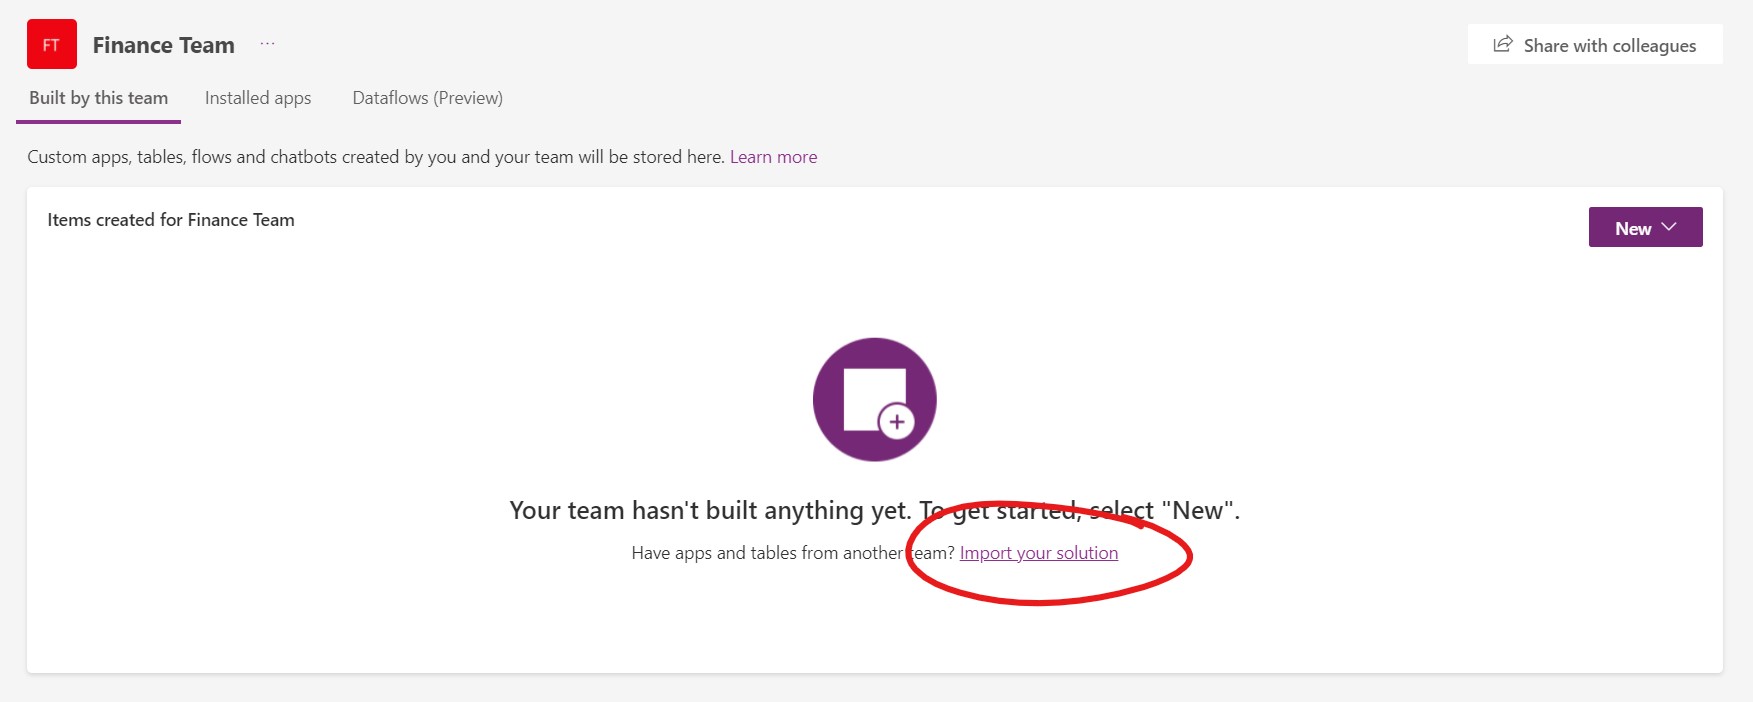 FT
Finance Team ...
Share with colleagues
Built by this team Installed apps Dataflows (Preview)
Custom apps, tables, flows and chatbots created by you and your team will be stored here. Learn more
Items created for Finance Team
New
Your team hasn't built anything yet. To get started, select "New".
Have apps and tables from another team? Import your solution